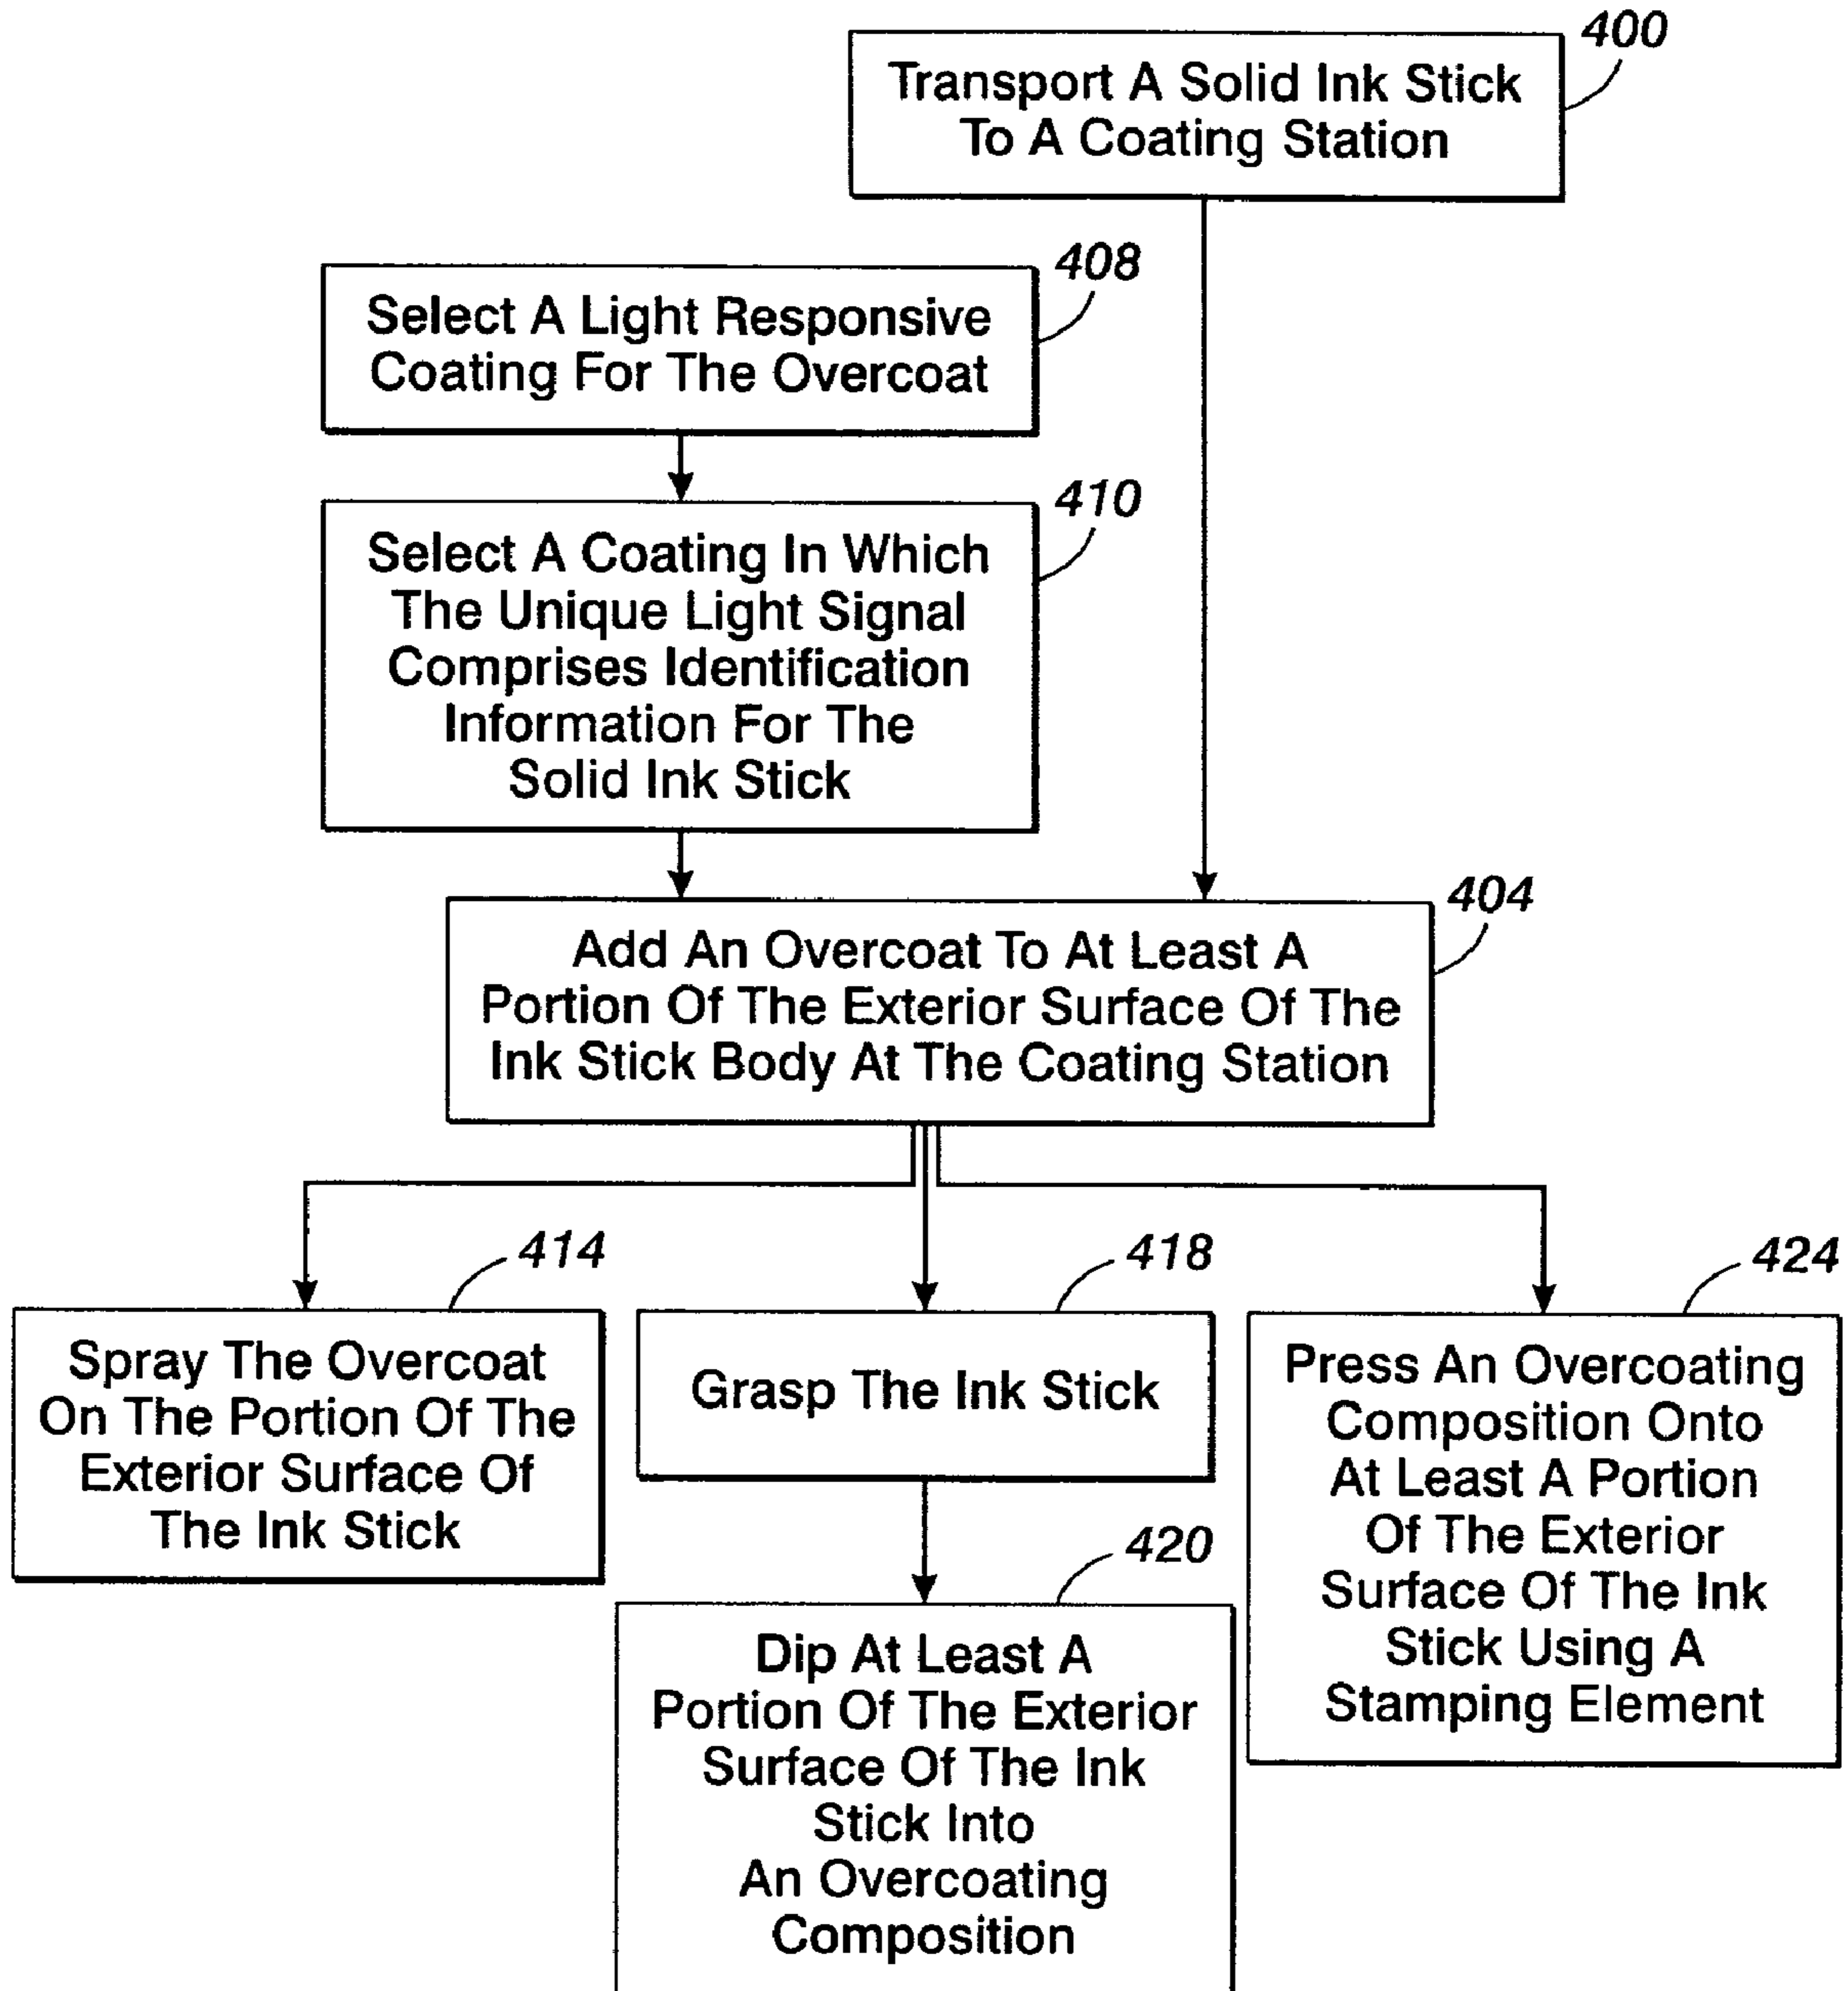 400
Transport A Solid Ink Stick
To A Coating Station
408
Select A Light Responsive
Coating For The Overcoat
410
Select A Coating In Which
The Unique Light Signal
Comprises Identification
Information For The
Solid Ink Stick
404
Add An Overcoat To At Least A
Portion Of The Exterior Surface Of The
Ink Stick Body At The Coating Station
414
Spray The Overcoat
On The Portion Of The
Exterior Surface Of
The Ink Stick
418
Grasp The Ink Stick
420
Dip At Least A
Portion Of The Exterior
Surface Of The Ink
Stick Into
An Overcoating
Composition
424
Press An Overcoating
Composition Onto
At Least A Portion
Of The Exterior
Surface Of The Ink
Stick Using A
Stamping Element